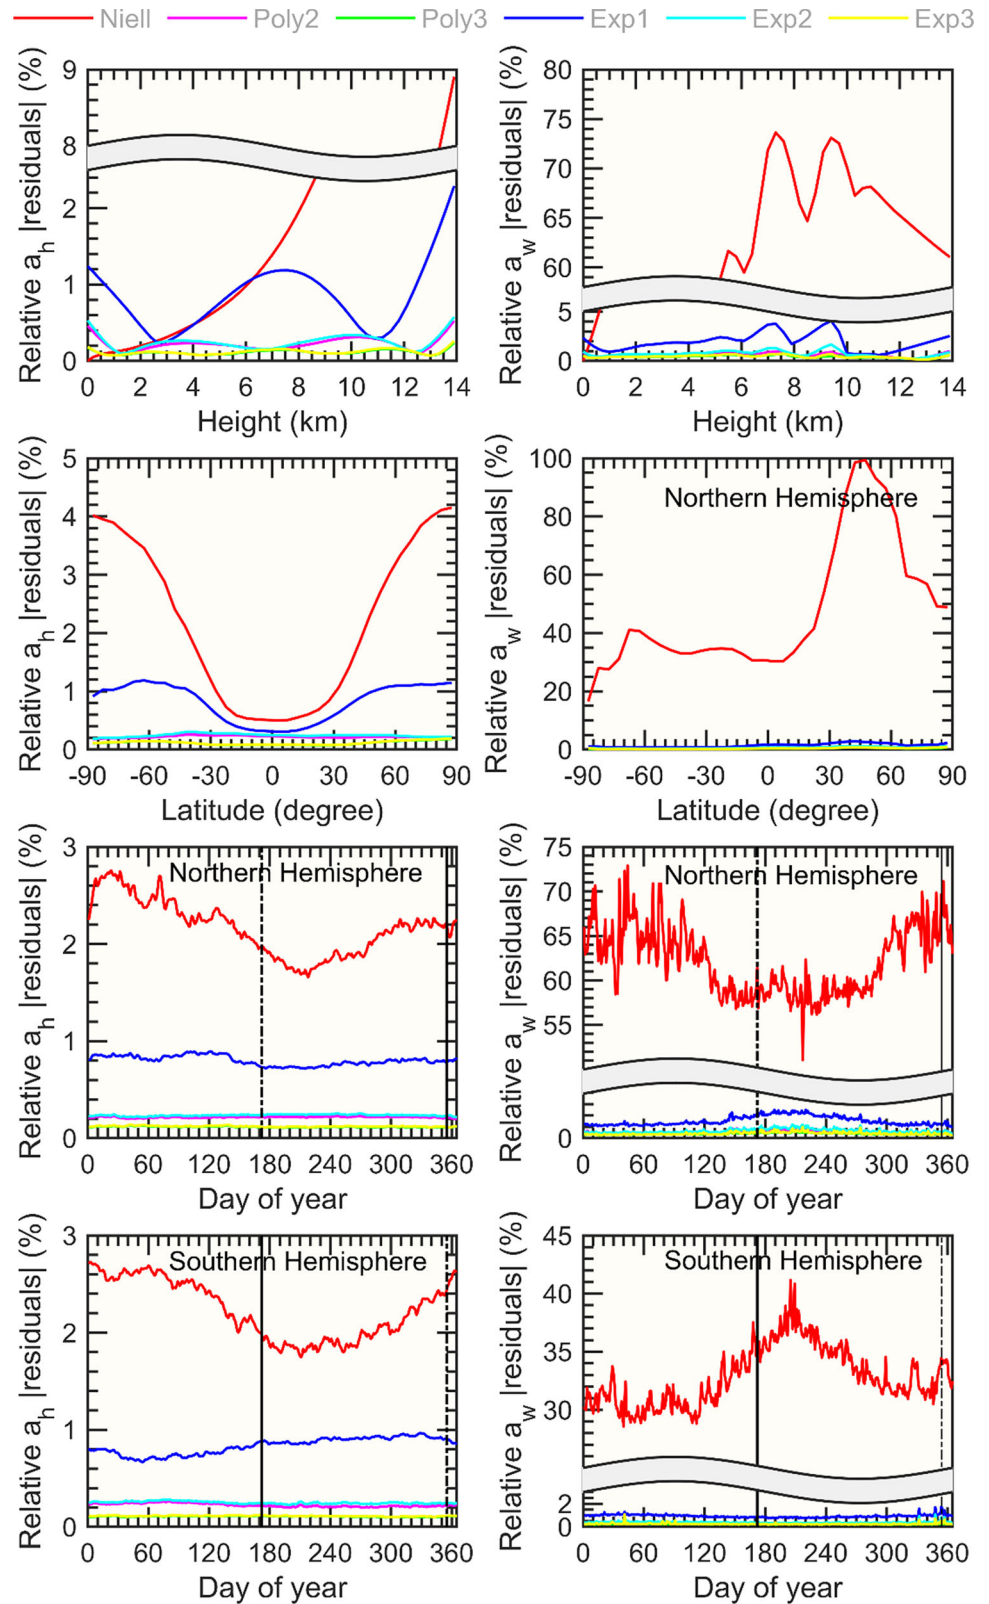 Niell Poly2 Poly3 Exp1 Exp2 Exp3
Relative a_h |residuals| (%)
9
8
2
1
0
0 2 4 6 8 10 12 14
Height (km)
Relative a_w |residuals| (%)
80
75
70
65
60
5
0
0 2 4 6 8 10 12 14
Height (km)
Relative a_h |residuals| (%)
5
4
3
2
1
0
-90 -60 -30 0 30 60 90
Latitude (degree)
Relative a_w |residuals| (%)
100
80
60
40
20
0
Northern Hemisphere
-90 -60 -30 0 30 60 90
Latitude (degree)
Relative a_h |residuals| (%)
3
2
1
0
Northern Hemisphere
0 60 120 180 240 300 360
Day of year
Relative a_w |residuals| (%)
75
70
65
60
55
0
Northern Hemisphere
0 60 120 180 240 300 360
Day of year
Relative a_h |residuals| (%)
3
2
1
0
Southern Hemisphere
0 60 120 180 240 300 360
Day of year
Relative a_w |residuals| (%)
45
40
35
30
2
0
Southern Hemisphere
0 60 120 180 240 300 360
Day of year